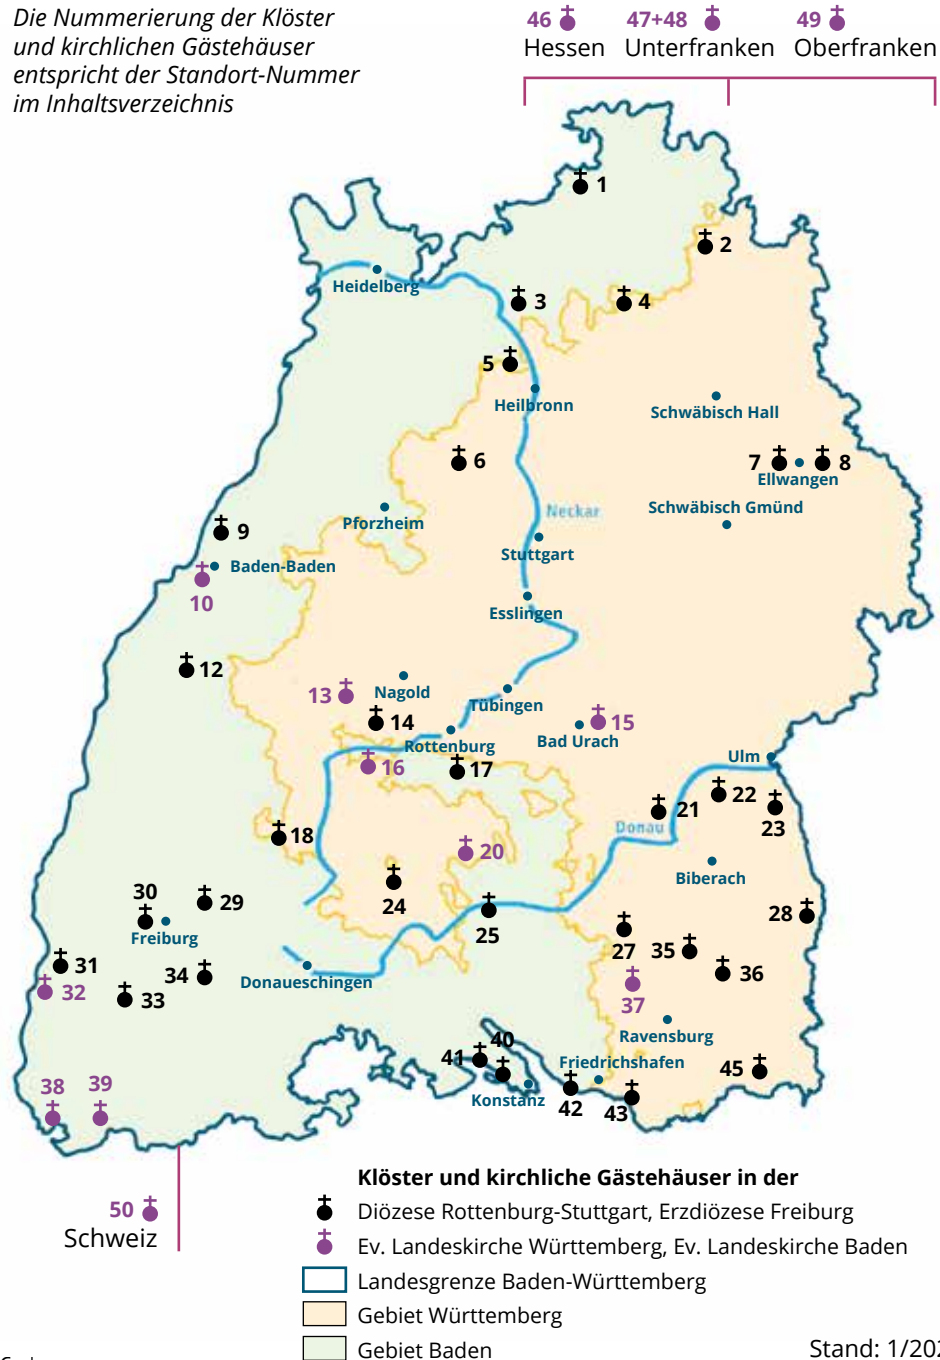 Die Nummerierung der Klöster
und kirchlichen Gästehäuser
entspricht der Standort-Nummer
im Inhaltsverzeichnis
46 47+48 49
Hessen Unterfranken Oberfranken
1
2
Heidelberg
3 4
5
Heilbronn
Schwäbisch Hall
6
7 8
Ellwangen
Schwäbisch Gmünd
Neckar
Pforzheim
9
Stuttgart
Baden-Baden
10
Esslingen
12
13
Nagold
Tübingen
14
15
Bad Urach
Rottenburg
16
17
Ulm
22
21
23
Donau
18
20
Biberach
24
30
29
28
25
Freiburg
27
35
31
34
36
32
33
Donaueschingen
37
Ravensburg
40
41
Friedrichshafen
45
38 39
Konstanz
42
43
Klöster und kirchliche Gästehäuser in der
50
Diözese Rottenburg-Stuttgart, Erzdiözese Freiburg
Schweiz
Ev. Landeskirche Württemberg, Ev. Landeskirche Baden
Landesgrenze Baden-Württemberg
Gebiet Württemberg
Gebiet Baden
Stand: 1/202